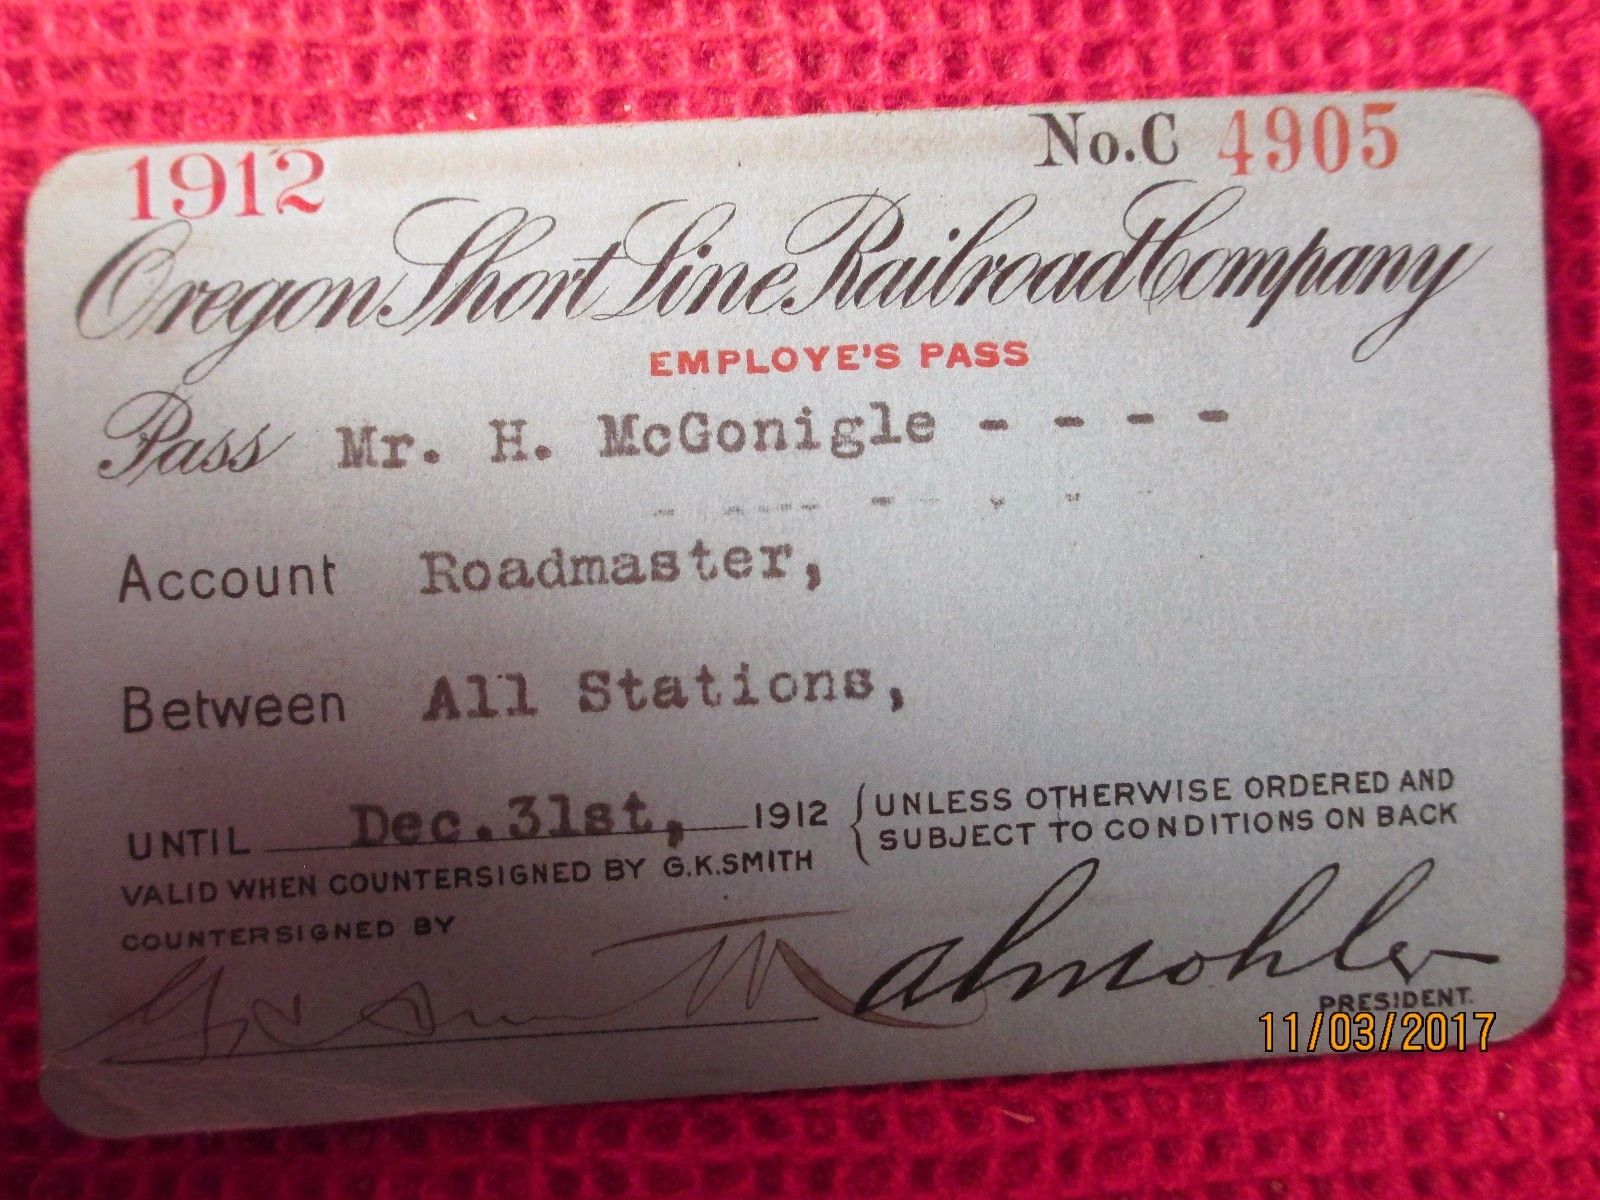 1912 No.C 4905
Oregon Short Line Railroad Company
EMPLOYE'S PASS
Pass Mr. H. McGonigle - - - -
Account Roadmaster,
Between All Stations,
UNTIL Dec.31st, 1912 { UNLESS OTHERWISE ORDERED AND
SUBJECT TO CONDITIONS ON BACK
VALID WHEN COUNTERSIGNED BY G.K.SMITH
COUNTERSIGNED BY
G K Smith
ALMohler
PRESIDENT.
11/03/2017